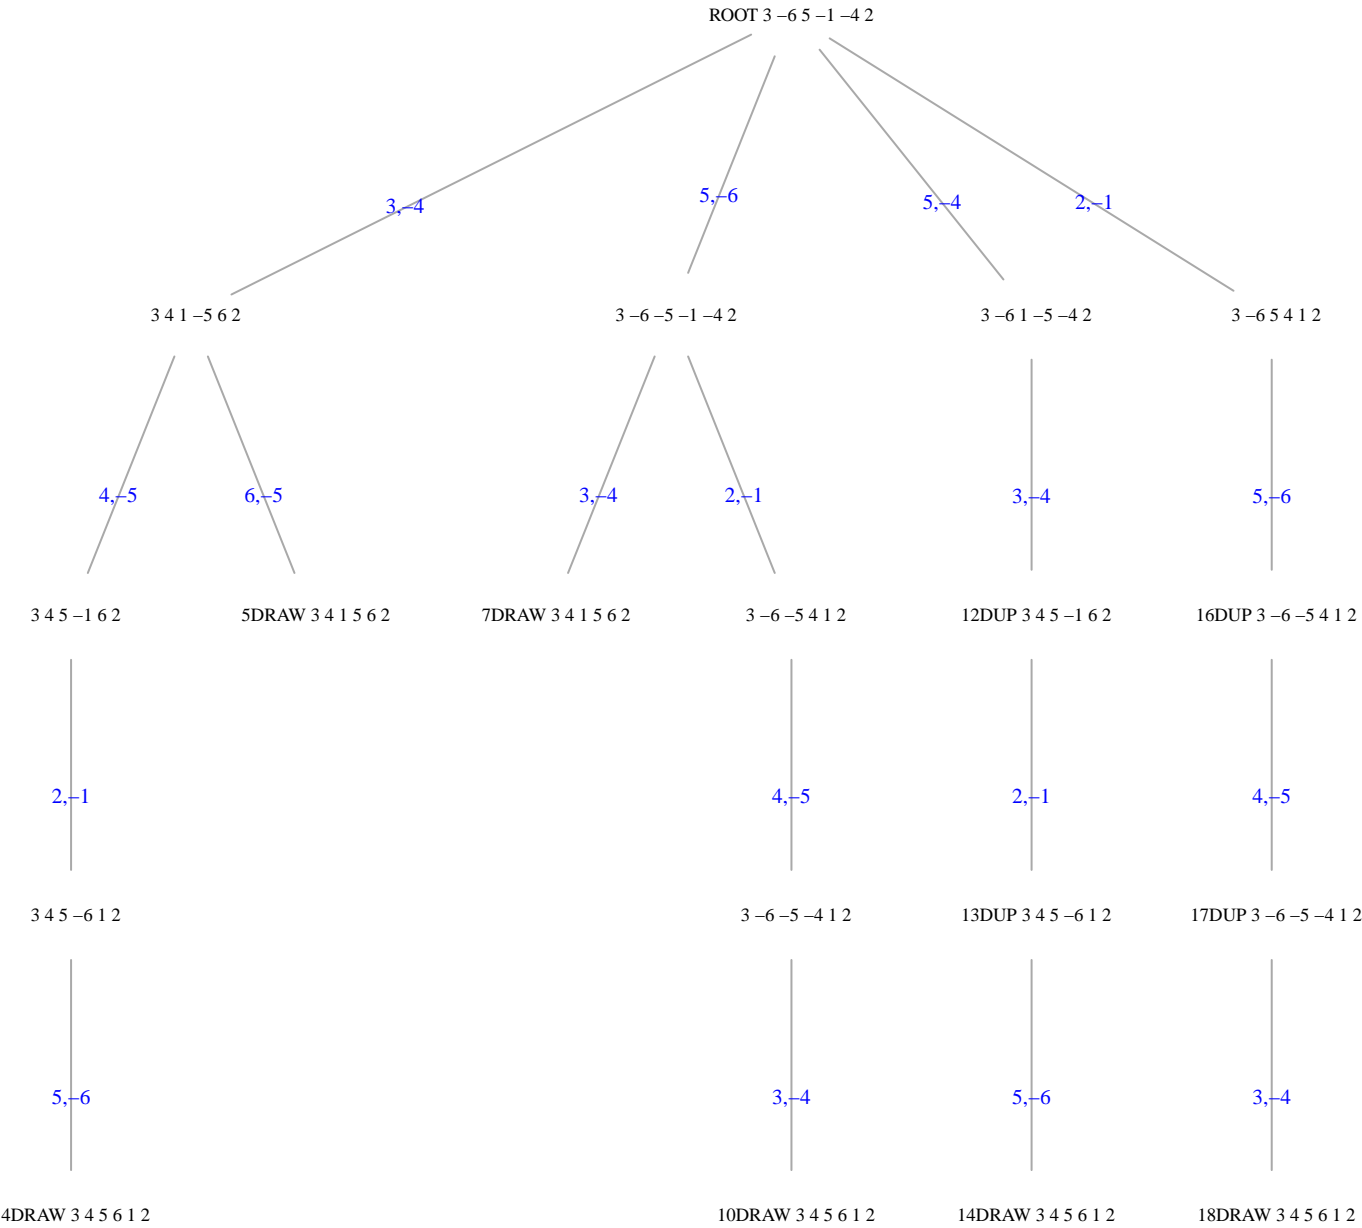 ROOT 3 –6 5 –1 –4 2
3,–4
5,–6
5,–4
2,–1
3 4 1 –5 6 2
3 –6 –5 –1 –4 2
3 –6 1 –5 –4 2
3 –6 5 4 1 2
4,–5
6,–5
3,–4
2,–1
3,–4
5,–6
3 4 5 –1 6 2
5DRAW 3 4 1 5 6 2
7DRAW 3 4 1 5 6 2
3 –6 –5 4 1 2
12DUP 3 4 5 –1 6 2
16DUP 3 –6 –5 4 1 2
2,–1
4,–5
2,–1
4,–5
3 4 5 –6 1 2
3 –6 –5 –4 1 2
13DUP 3 4 5 –6 1 2
17DUP 3 –6 –5 –4 1 2
5,–6
3,–4
5,–6
3,–4
4DRAW 3 4 5 6 1 2
10DRAW 3 4 5 6 1 2
14DRAW 3 4 5 6 1 2
18DRAW 3 4 5 6 1 2